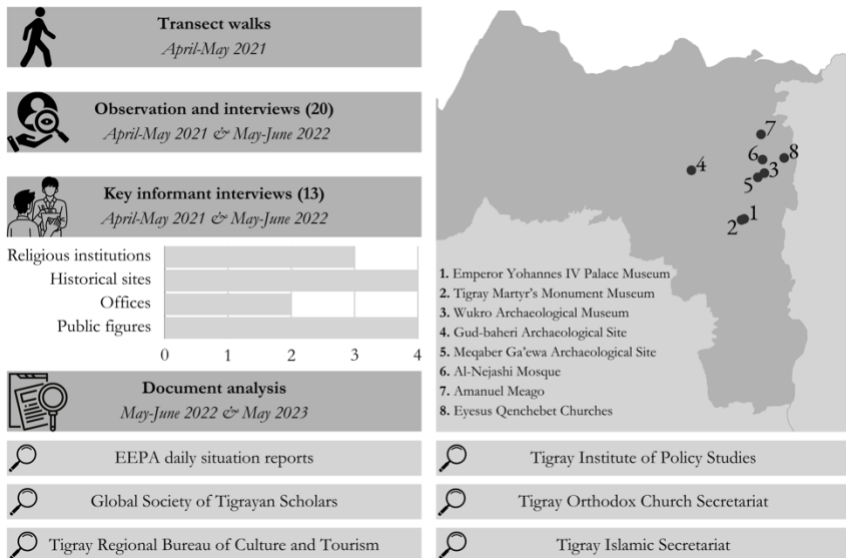 Transect walks
April-May 2021
Observation and interviews (20)
April-May 2021 & May-June 2022
Key informant interviews (13)
April-May 2021 & May-June 2022
Religious institutions
Historical sites
Offices
Public figures
0 1 2 3 4
Document analysis
May-June 2022 & May 2023
7
6 8
4 3
5
1
2
1. Emperor Yohannes IV Palace Museum
2. Tigray Martyr's Monument Museum
3. Wukro Archaeological Museum
4. Gud-baheri Archaeological Site
5. Meqaber Ga'ewa Archaeological Site
6. Al-Nejashi Mosque
7. Amanuel Meago
8. Eyesus Qenchebet Churches
EEPA daily situation reports
Tigray Institute of Policy Studies
Global Society of Tigrayan Scholars
Tigray Orthodox Church Secretariat
Tigray Regional Bureau of Culture and Tourism
Tigray Islamic Secretariat